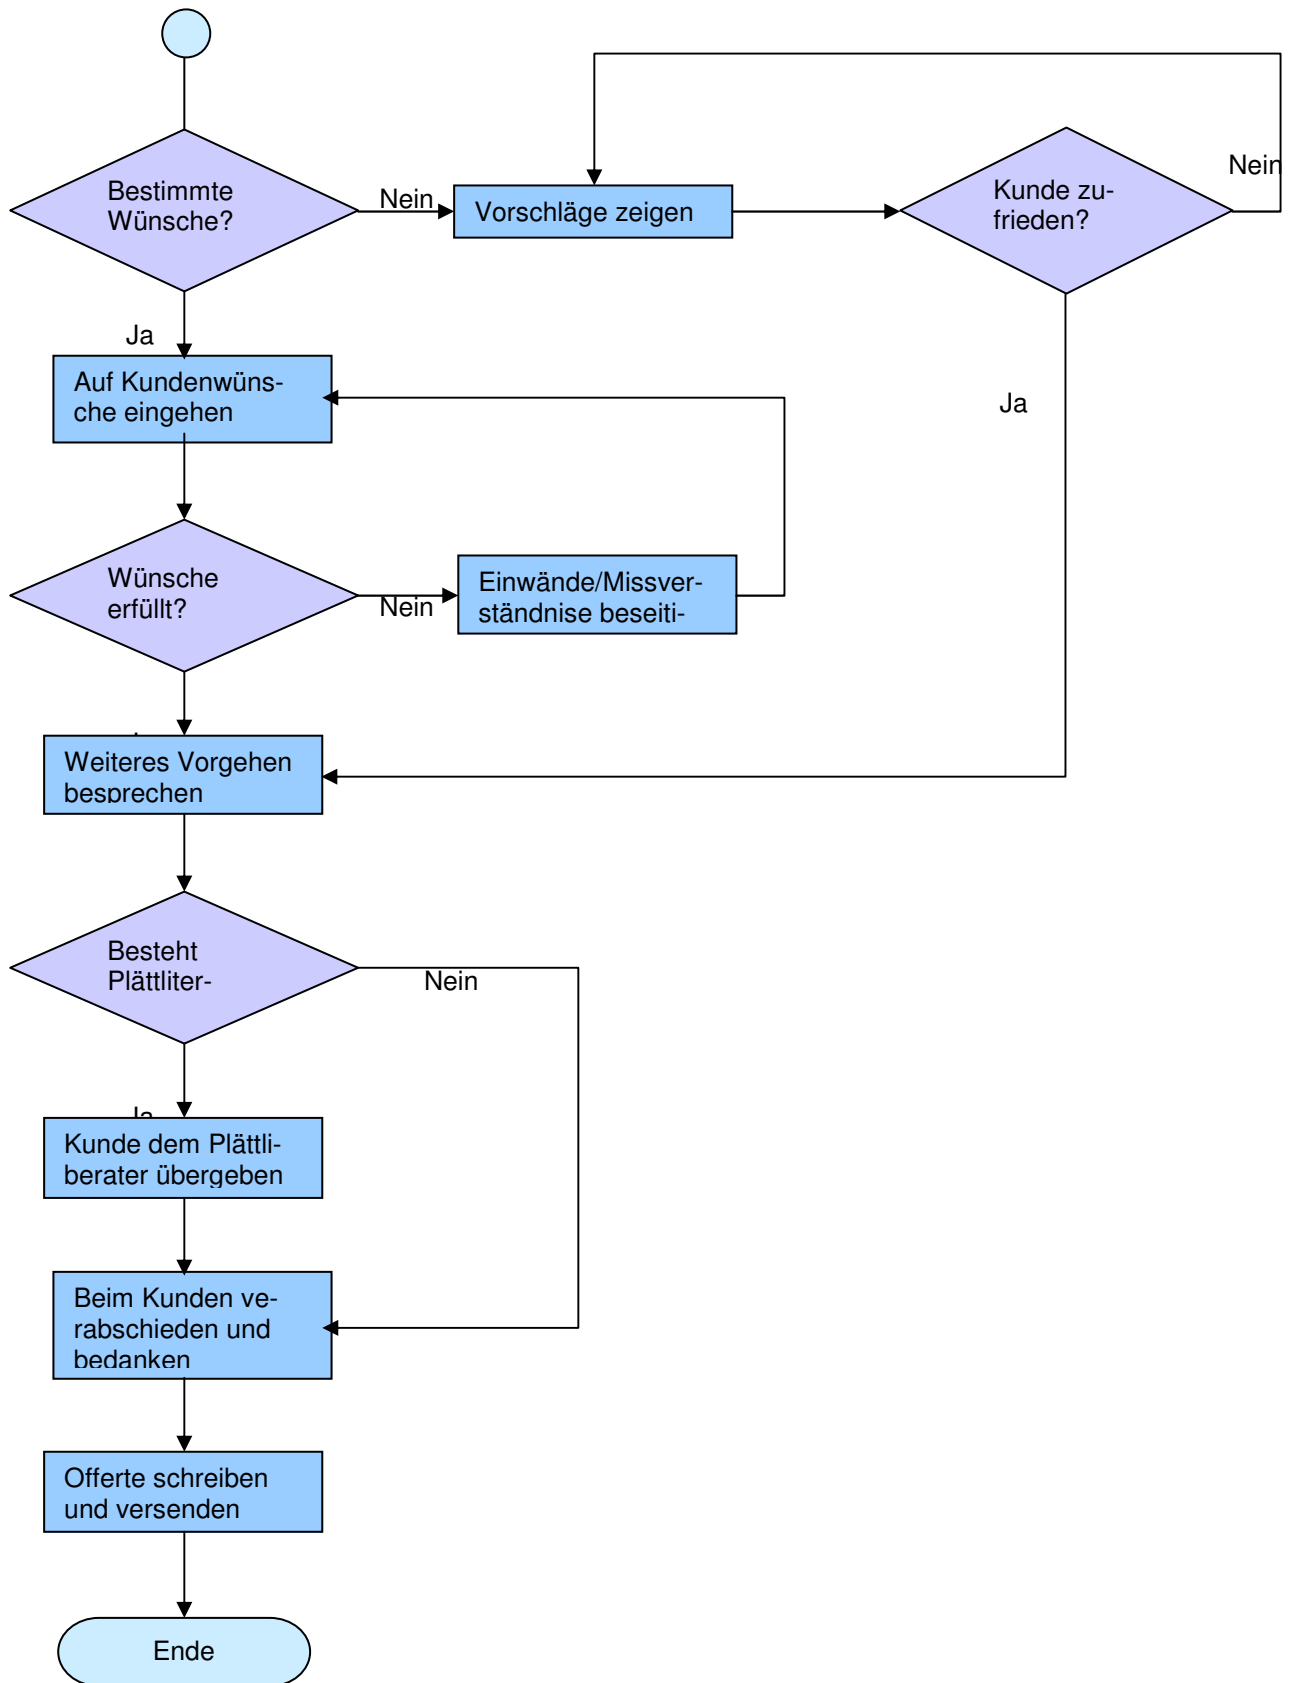 Bestimmte
Wünsche?
Nein
Vorschläge zeigen
Kunde zu-
frieden?
Nein
Ja
Auf Kundenwüns-
che eingehen
Ja
Wünsche
erfüllt?
Nein
Einwände/Missver-
ständnise beseiti-
Weiteres Vorgehen
besprechen
Besteht
Plättliter-
Nein
Ja
Kunde dem Plättli-
berater übergeben
Beim Kunden ve-
rabschieden und
bedanken
Offerte schreiben
und versenden
Ende